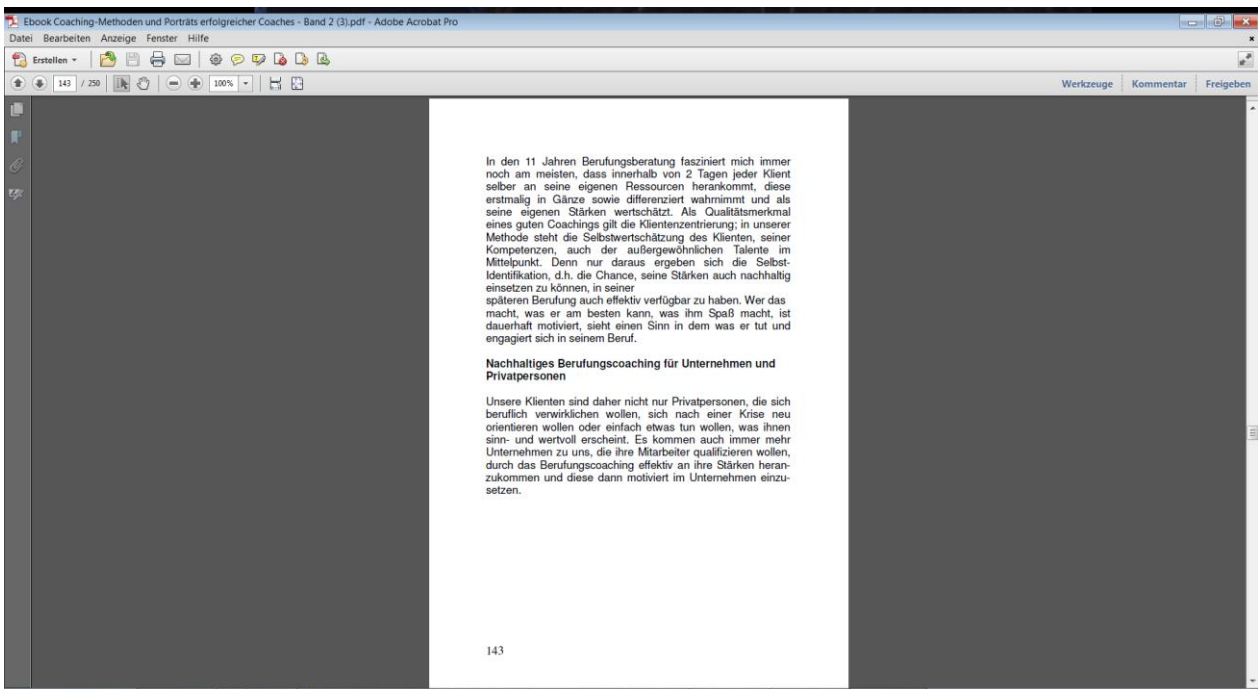 Ebook Coaching-Methoden und Porträts erfolgreicher Coaches - Band 2 (3).pdf - Adobe Acrobat Pro
Datei Bearbeiten Anzeige Fenster Hilfe
Erstellen
143 / 250 100% Werkzeuge Kommentar Freigeben
In den 11 Jahren Berufungsberatung fasziniert mich immer
noch am meisten, dass innerhalb von 2 Tagen jeder Klient
selber an seine eigenen Ressourcen herankommt, diese
erstmalig in Gänze sowie differenziert wahrnimmt und als
seine eigenen Stärken wertschätzt. Als Qualitätsmerkmal
eines guten Coachings gilt die Klientenzentrierung; in unserer
Methode steht die Selbstwertschätzung des Klienten, seiner
Kompetenzen, auch der außergewöhnlichen Talente im
Mittelpunkt. Denn nur daraus ergeben sich die Selbst-
Identifikation, d.h. die Chance, seine Stärken auch nachhaltig
einsetzen zu können, in seiner
späteren Berufung auch effektiv verfügbar zu haben. Wer das
macht, was er am besten kann, was ihm Spaß macht, ist
dauerhaft motiviert, sieht einen Sinn in dem was er tut und
engagiert sich in seinem Beruf.
Nachhaltiges Berufungscoaching für Unternehmen und
Privatpersonen
Unsere Klienten sind daher nicht nur Privatpersonen, die sich
beruflich verwirklichen wollen, sich nach einer Krise neu
orientieren wollen oder einfach etwas tun wollen, was ihnen
sinn- und wertvoll erscheint. Es kommen auch immer mehr
Unternehmen zu uns, die ihre Mitarbeiter qualifizieren wollen,
durch das Berufungscoaching effektiv an ihre Stärken heran-
zukommen und diese dann motiviert im Unternehmen einzu-
setzen.
143